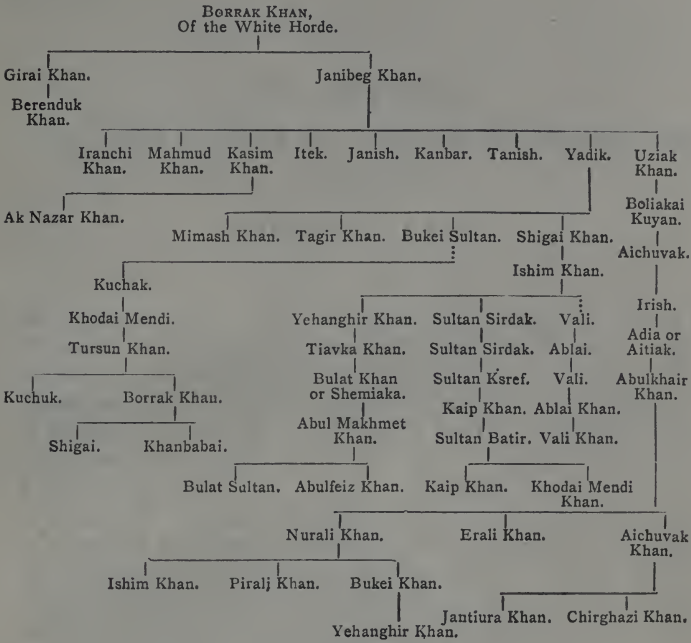 BORRAK KHAN,
Of the White Horde.
Girai Khan. Janibeg Khan.
Berenduk
Khan.
Iranchi Mahmud Kasim Itek. Janish. Kanbar. Tanish. Yadik. Uziak
Khan. Khan. Khan. Khan.
Ak Nazar Khan. Boliakai
Kuyan.
Mimash Khan. Tagir Khan. Bukei Sultan. Shigai Khan.
Aichuvak.
Ishim Khan.
Kuchak.
Irish.
Khodai Mendi. Yehanghir Khan. Sultan Sirdak. Vali.
Adia or
Aitiak.
Tursun Khan. Tiavka Khan. Sultan Sirdak. Ablai.
Bulat Khan Sultan Ksref. Vali. Abulkhair
or Shemiaka. Khan.
Kuchuk. Borrak Khan. Kaip Khan. Ablai Khan.
Abul Makhmet
Khan. Sultan Batir. Vali Khan.
Shigai. Khanbabai.
Bulat Sultan. Abulfeiz Khan. Kaip Khan. Khodai Mendi
Khan.
Nurali Khan. Erali Khan. Aichuvak
Khan.
Ishim Khan. Piralj Khan. Bukei Khan.
Jantiura Khan. Chirghazi Khan.
Yehanghir Khan.